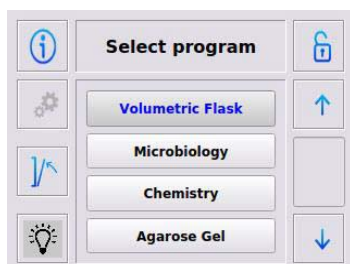 Select program
Volumetric Flask
Microbiology
Chemistry
Agarose Gel